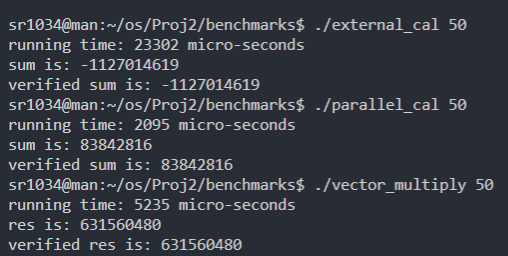 sr1034@man:~/os/Proj2/benchmarks$ ./external_cal 50
running time: 23302 micro-seconds
sum is: -1127014619
verified sum is: -1127014619
sr1034@man:~/os/Proj2/benchmarks$ ./parallel_cal 50
running time: 2095 micro-seconds
sum is: 83842816
verified sum is: 83842816
sr1034@man:~/os/Proj2/benchmarks$ ./vector_multiply 50
running time: 5235 micro-seconds
res is: 631560480
verified res is: 631560480